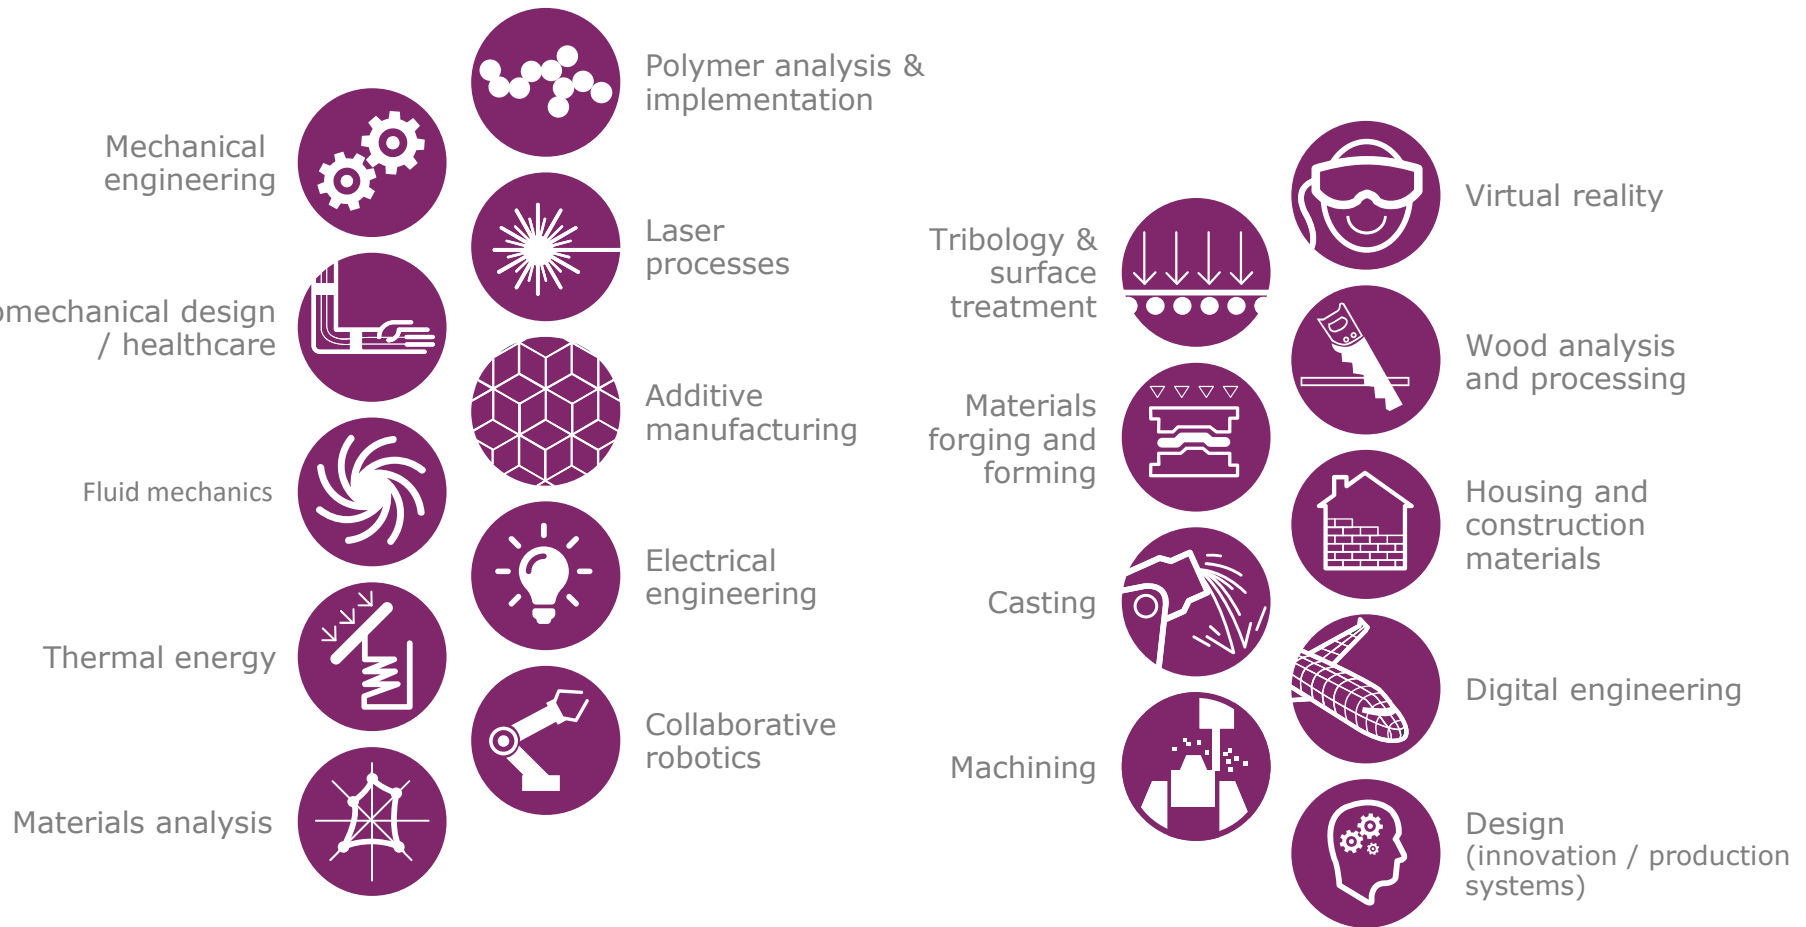 Mechanical
engineering
omechanical design
/ healthcare
Fluid mechanics
Thermal energy
Materials analysis
Polymer analysis &
implementation
Laser
processes
Additive
manufacturing
Electrical
engineering
Collaborative
robotics
Tribology &
surface
treatment
Materials
forging and
forming
Casting
Machining
Virtual reality
Wood analysis
and processing
Housing and
construction
materials
Digital engineering
Design
(innovation / production
systems)